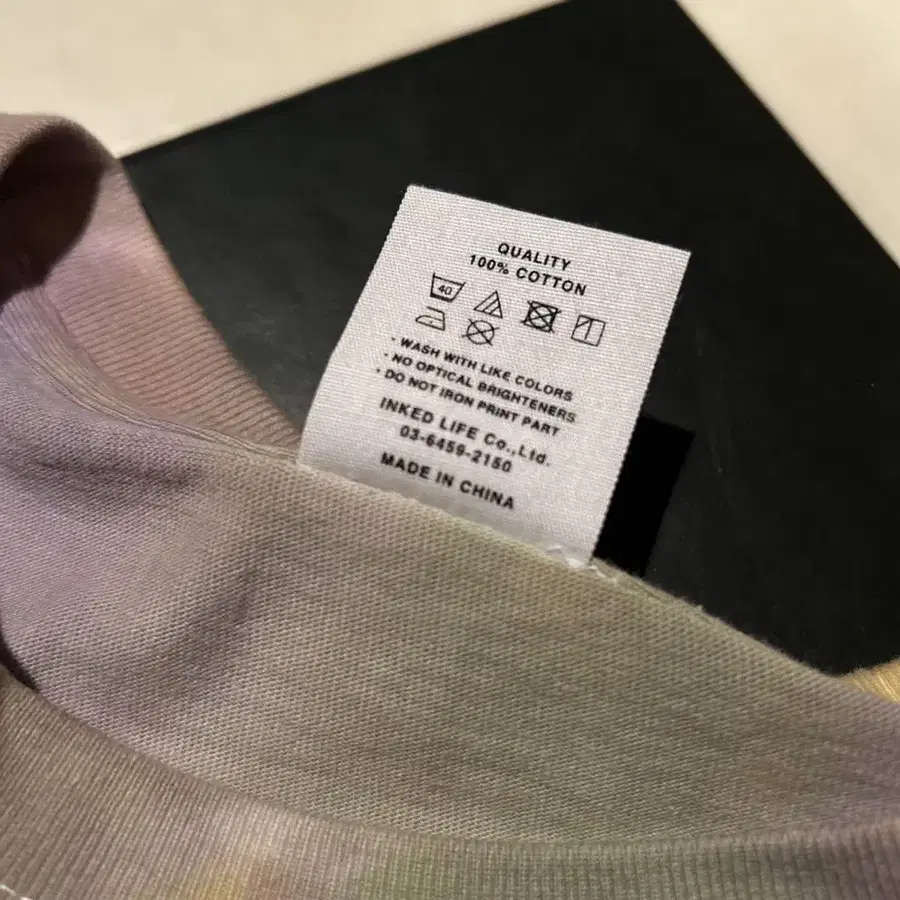 QUALITY
100% COTTON
40
· WASH WITH LIKE COLORS
· NO OPTICAL BRIGHTENERS
· DO NOT IRON PRINT PART
INKED LIFE Co.,Ltd.
03-6459-2150
MADE IN CHINA